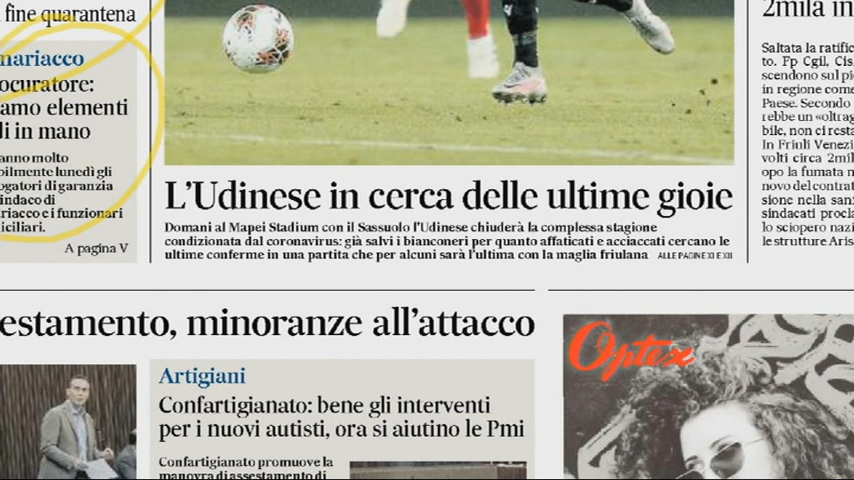 fine quarantena
nariacco
ocuratore:
amo elementi
di in mano
anno molto
bilmente lunedì gli
ogatori di garanzia
indaco di
ariacco e i funzionari
iciliari.
A pagina V
L'Udinese in cerca delle ultime gioie
Domani al Mapei Stadium con il Sassuolo l'Udinese chiuderà la complessa stagione
condizionata dal coronavirus: già salvi i bianconeri per quanto affaticati e acciaccati cercano le
ultime conferme in una partita che per alcuni sarà l'ultima con la maglia friulana ALLE PAGINE XI E XII
2mila in
Saltata la ratific
to. Fp Cgil, Cis
scendono sul pi
in regione come
Paese. Secondo
rebbe un «oltrag
bile, non ci resta
In Friuli Venezi
volti circa 2mil
opo la fumata n
novo del contrat
sione nella san
sindacati procla
lo sciopero nazi
le strutture Aris
estamento, minoranze all'attacco
Artigiani
Confartigianato: bene gli interventi
per i nuovi autisti, ora si aiutino le Pmi
Confartigianato promuove la
manovra di assestamento di
Optex